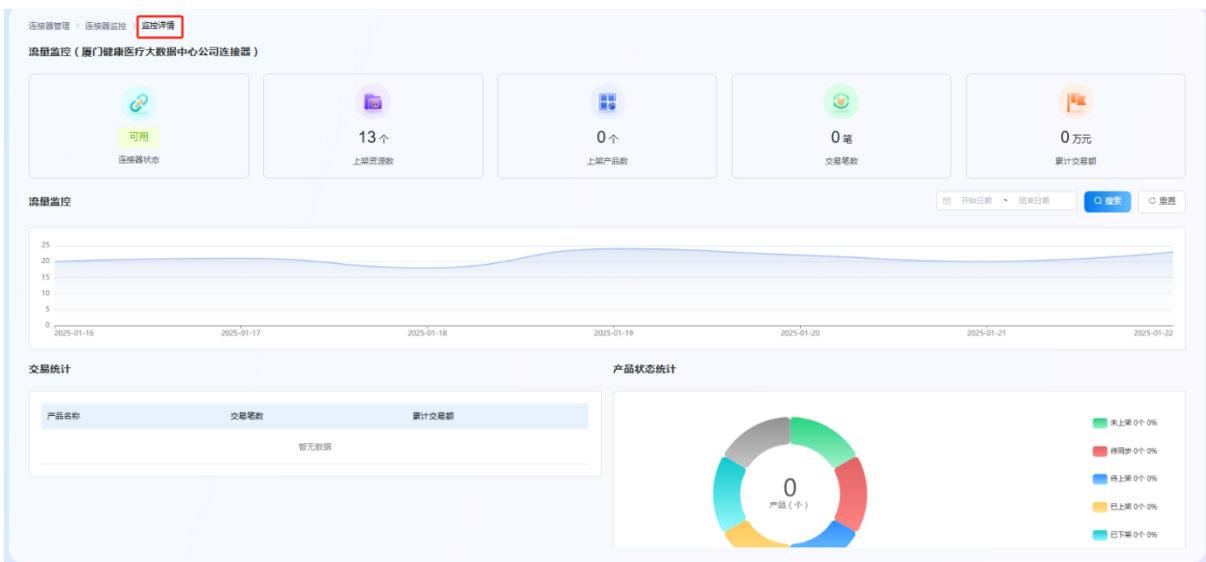 连接器管理 > 连接器监控 > 监控详情
流量监控（厦门健康医疗大数据中心公司连接器）
可用
连接器状态
13 个
上架资源数
0 个
上架产品数
0 笔
交易笔数
0 万元
累计交易额
流量监控
开始日期 ~ 结束日期
搜索
重置
25
20
15
10
5
0
2025-01-16 2025-01-17 2025-01-18 2025-01-19 2025-01-20 2025-01-21 2025-01-22
交易统计
产品名称 交易笔数 累计交易额
暂无数据
产品状态统计
0
产品（个）
未上架 0个 0%
待同步 0个 0%
待上架 0个 0%
已上架 0个 0%
已下架 0个 0%